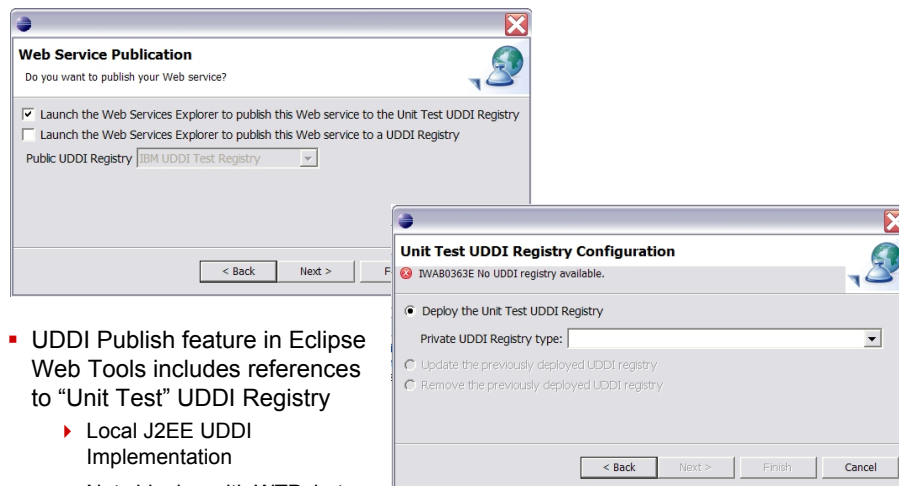 Web Service Publication
Do you want to publish your Web service?
Launch the Web Services Explorer to publish this Web service to the Unit Test UDDI Registry
Launch the Web Services Explorer to publish this Web service to a UDDI Registry
Public UDDI Registry IBM UDDI Test Registry
< Back Next > F
Unit Test UDDI Registry Configuration
IWAB0363E No UDDI registry available.
Deploy the Unit Test UDDI Registry
Private UDDI Registry type:
Update the previously deployed UDDI registry
Remove the previously deployed UDDI registry
< Back Next > Finish Cancel
UDDI Publish feature in Eclipse
Web Tools includes references
to “Unit Test” UDDI Registry
Local J2EE UDDI
Implementation